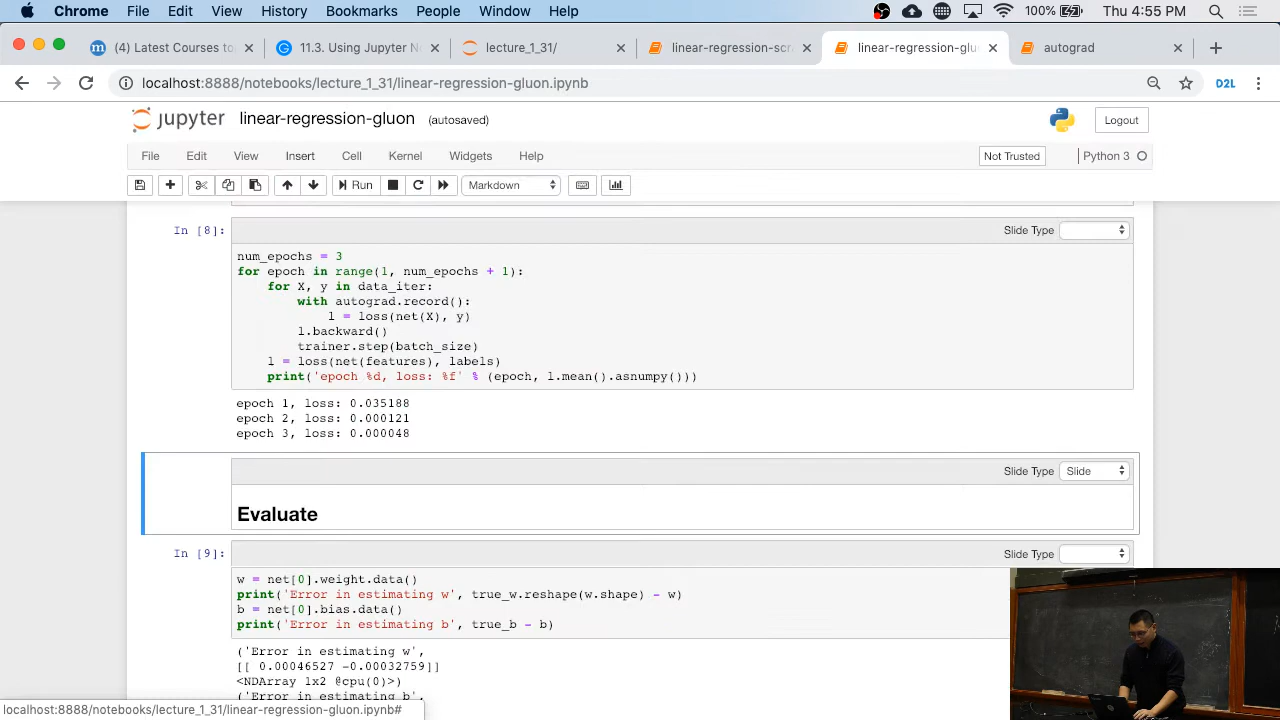 Chrome File Edit View History Bookmarks People Window Help 100% Thu 4:55 PM
(4) Latest Courses to 11.3. Using Jupyter N lecture_1_31/ linear-regression-scr linear-regression-glu autograd
localhost:8888/notebooks/lecture_1_31/linear-regression-gluon.ipynb D2L
jupyter linear-regression-gluon (autosaved) Logout
File Edit View Insert Cell Kernel Widgets Help Not Trusted Python 3
Run Markdown
In [8]: Slide Type
num_epochs = 3
for epoch in range(1, num_epochs + 1):
for X, y in data_iter:
with autograd.record():
l = loss(net(X), y)
l.backward()
trainer.step(batch_size)
l = loss(net(features), labels)
print('epoch %d, loss: %f' % (epoch, l.mean().asnumpy()))
epoch 1, loss: 0.035188
epoch 2, loss: 0.000121
epoch 3, loss: 0.000048
Slide Type Slide
Evaluate
In [9]: Slide Type
w = net[0].weight.data()
print('Error in estimating w', true_w.reshape(w.shape) - w)
b = net[0].bias.data()
print('Error in estimating b', true_b - b)
('Error in estimating w',
[[ 0.00046527 -0.00032759]]
<NDArray 1x2 @cpu(0)>)
('Error in estimating b',
localhost:8888/notebooks/lecture_1_31/linear-regression-gluon.ipynb#